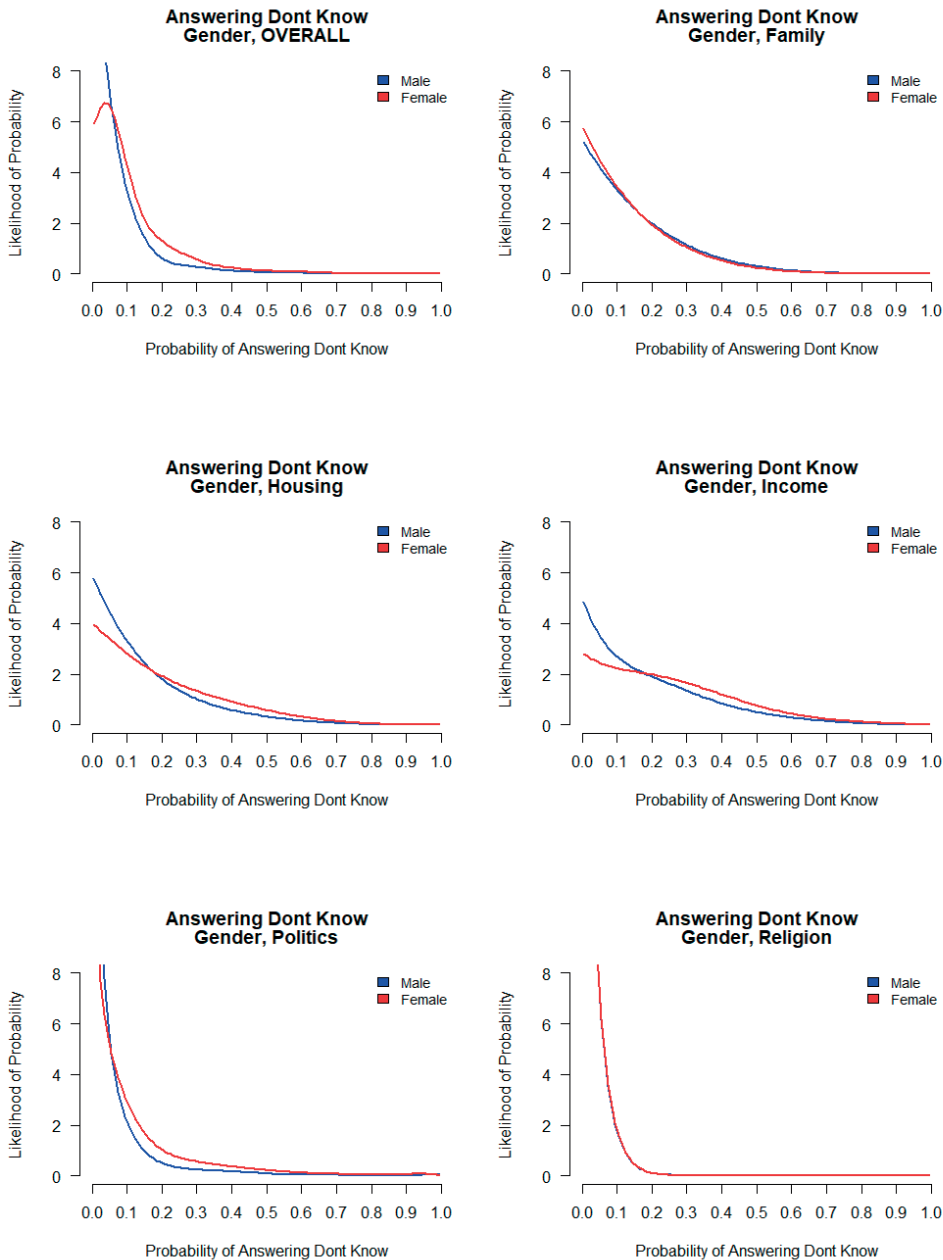 Answering Dont Know
Gender, OVERALL
Likelihood of Probability
8
6
4
2
0
Male
Female
0.0 0.1 0.2 0.3 0.4 0.5 0.6 0.7 0.8 0.9 1.0
Probability of Answering Dont Know
Answering Dont Know
Gender, Family
Likelihood of Probability
8
6
4
2
0
Male
Female
0.0 0.1 0.2 0.3 0.4 0.5 0.6 0.7 0.8 0.9 1.0
Probability of Answering Dont Know
Answering Dont Know
Gender, Housing
Likelihood of Probability
8
6
4
2
0
Male
Female
0.0 0.1 0.2 0.3 0.4 0.5 0.6 0.7 0.8 0.9 1.0
Probability of Answering Dont Know
Answering Dont Know
Gender, Income
Likelihood of Probability
8
6
4
2
0
Male
Female
0.0 0.1 0.2 0.3 0.4 0.5 0.6 0.7 0.8 0.9 1.0
Probability of Answering Dont Know
Answering Dont Know
Gender, Politics
Likelihood of Probability
8
6
4
2
0
Male
Female
0.0 0.1 0.2 0.3 0.4 0.5 0.6 0.7 0.8 0.9 1.0
Probability of Answering Dont Know
Answering Dont Know
Gender, Religion
Likelihood of Probability
8
6
4
2
0
Male
Female
0.0 0.1 0.2 0.3 0.4 0.5 0.6 0.7 0.8 0.9 1.0
Probability of Answering Dont Know